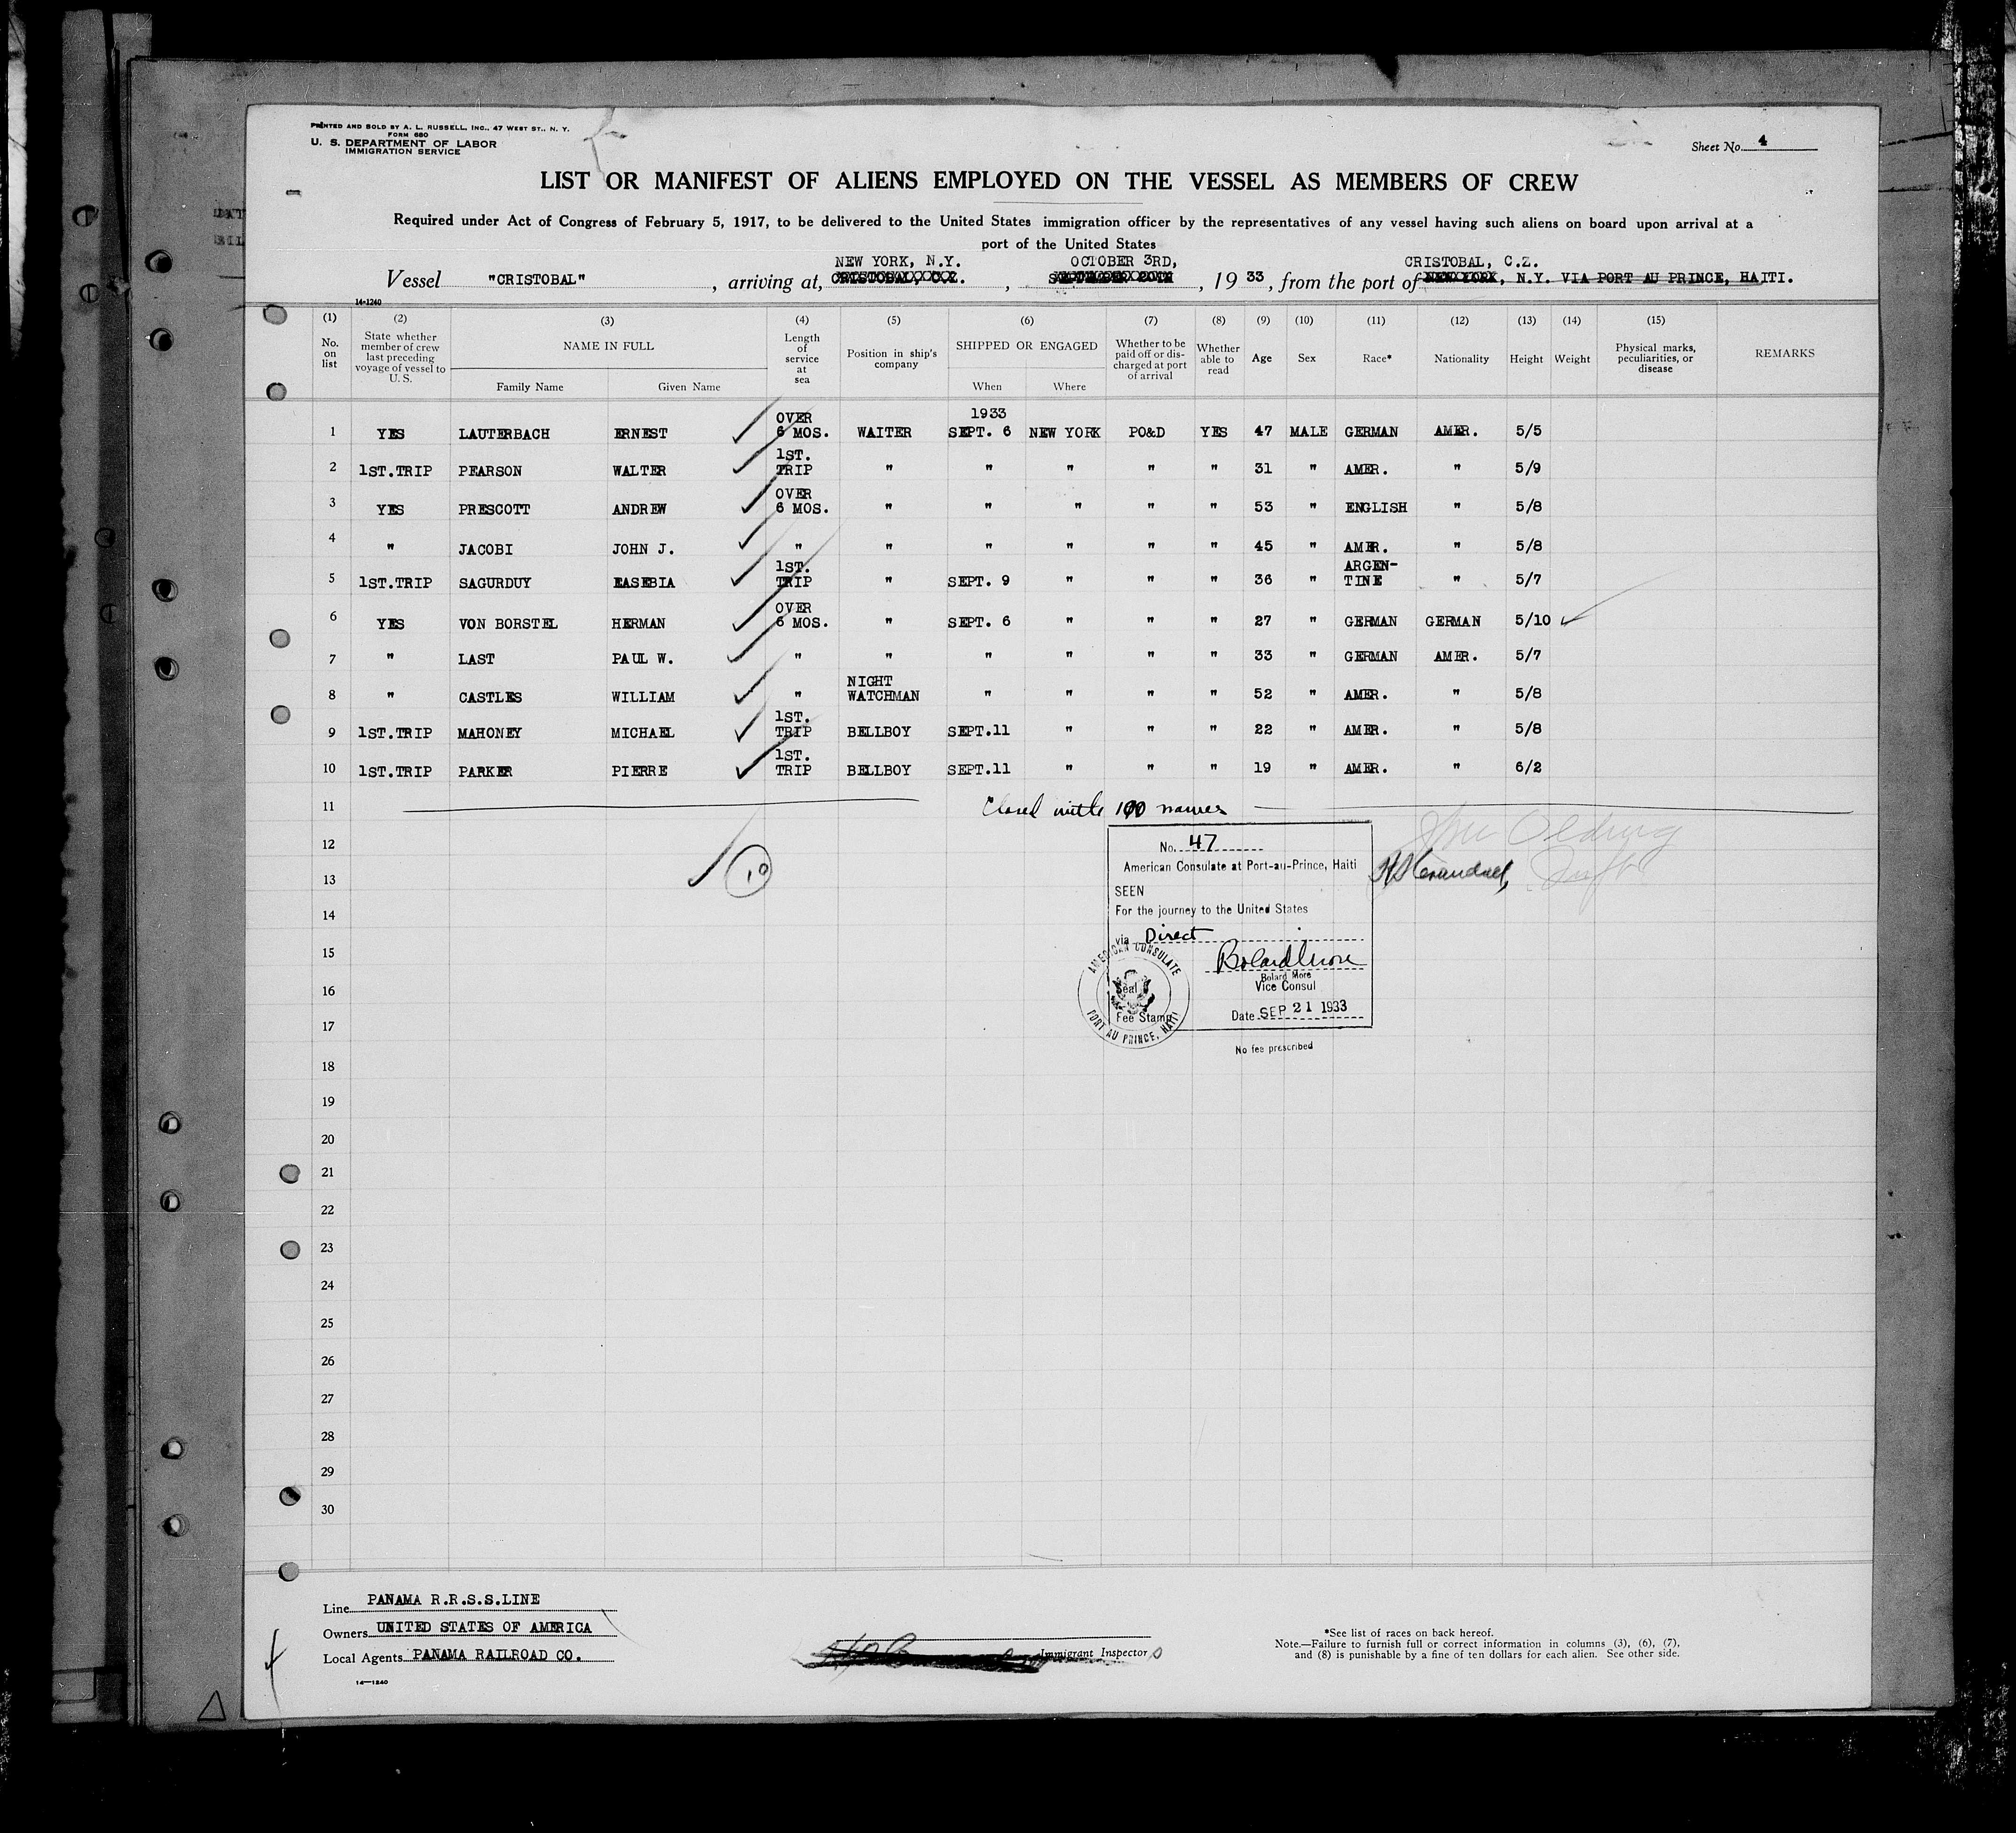 PRINTED AND SOLD BY A. L. RUSSELL, INC., 47 WEST ST., N. Y.
FORM 680
U. S. DEPARTMENT OF LABOR
IMMIGRATION SERVICE
Sheet No. 4
LIST OR MANIFEST OF ALIENS EMPLOYED ON THE VESSEL AS MEMBERS OF CREW
Required under Act of Congress of February 5, 1917, to be delivered to the United States immigration officer by the representatives of any vessel having such aliens on board upon arrival at a
port of the United States
NEW YORK, N.Y. OCTOBER 3RD, CRISTOBAL, C.Z.
Vessel "CRISTOBAL", arriving at, CRISTOBAL, C.Z., SEPTEMBER 20TH, 1933, from the port of NEW YORK, N.Y. VIA PORT AU PRINCE, HAITI.
14-1240
(1) (2) (3) (4) (5) (6) (7) (8) (9) (10) (11) (12) (13) (14) (15)
No. on list State whether member of crew last preceding voyage of vessel to U. S. NAME IN FULL Family Name Given Name Length of service at sea Position in ship's company SHIPPED OR ENGAGED When Where Whether to be paid off or discharged at port of arrival Whether able to read Age Sex Race* Nationality Height Weight Physical marks, peculiarities, or disease REMARKS
1 YES LAUTERBACH ERNEST OVER 6 MOS. WAITER 1933 SEPT. 6 NEW YORK PO&D YES 47 MALE GERMAN AMER. 5/5
2 1ST.TRIP PEARSON WALTER 1ST. TRIP " " " " " 31 " AMER. " 5/9
3 YES PRESCOTT ANDREW OVER 6 MOS. " " " " " 53 " ENGLISH " 5/8
4 " JACOBI JOHN J. " " " " " " 45 " AMER. " 5/8
5 1ST.TRIP SAGURDUY EASEBIA 1ST. TRIP " SEPT. 9 " " " 36 " ARGEN-TINE " 5/7
6 YES VON BORSTEL HERMAN OVER 6 MOS. " SEPT. 6 " " " 27 " GERMAN GERMAN 5/10
7 " LAST PAUL W. " " " " " " 33 " GERMAN AMER. 5/7
8 " CASTLES WILLIAM " NIGHT WATCHMAN " " " " 52 " AMER. " 5/8
9 1ST.TRIP MAHONEY MICHAEL 1ST. TRIP BELLBOY SEPT.11 " " " 22 " AMER. " 5/8
10 1ST.TRIP PARKER PIERRE 1ST. TRIP BELLBOY SEPT.11 " " " 19 " AMER. " 6/2
11 Closed with names
12
13
14
15
16
17
18
19
20
21
22
23
24
25
26
27
28
29
30
10
No. 47
American Consulate at Port-au-Prince, Haiti
SEEN
For the journey to the United States
via Direct
Bolard More
Bolard More
Vice Consul
Date SEP 21 1933
AMERICAN CONSULATE
Seal
Fee Stamp
PORT AU PRINCE, HAITI
No fee prescribed
Line PANAMA R.R.S.S.LINE
Owners UNITED STATES OF AMERICA
Local Agents PANAMA RAILROAD CO.
14—1240
Immigrant Inspector
*See list of races on back hereof.
Note.—Failure to furnish full or correct information in columns (3), (6), (7),
and (8) is punishable by a fine of ten dollars for each alien. See other side.